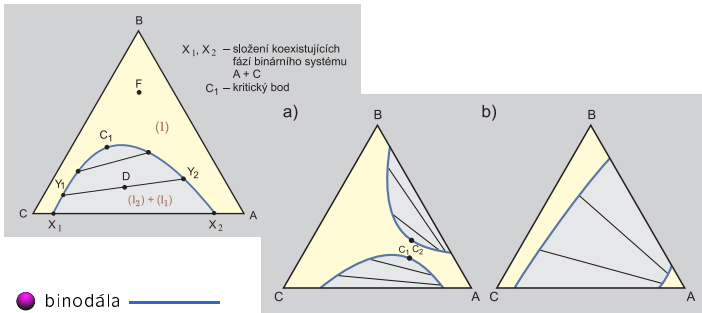 B
X1, X2 – složení koexistujících
fází binárního systému
A + C
C1 – kritický bod
F
(l)
C1
Y1
D
Y2
(l2) + (l1)
C
A
X1
X2
a)
B
C1
C2
C
A
b)
B
C
A
binodála